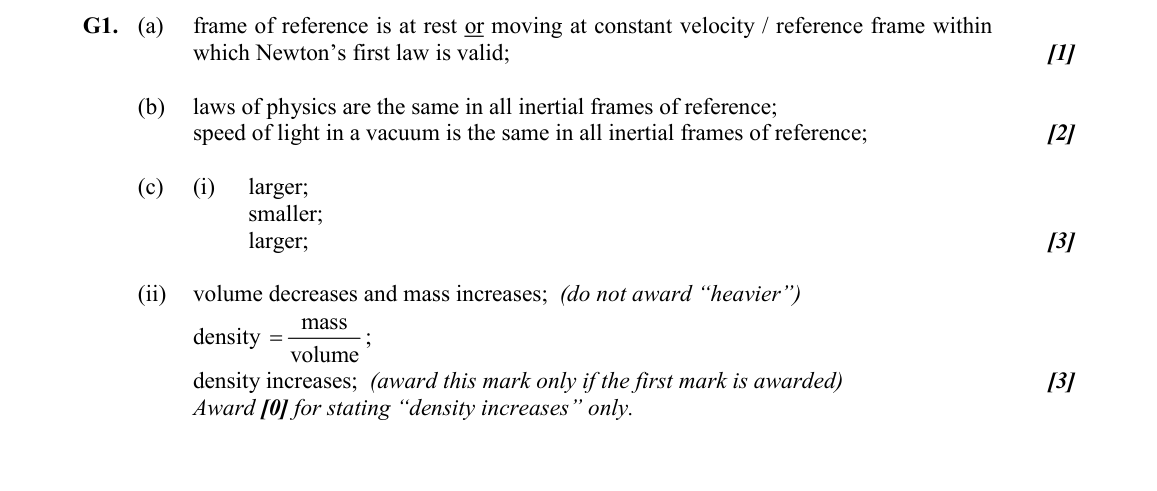 G1. (a) frame of reference is at rest or moving at constant velocity / reference frame within
which Newton’s first law is valid; [1]
(b) laws of physics are the same in all inertial frames of reference;
speed of light in a vacuum is the same in all inertial frames of reference; [2]
(c) (i) larger;
smaller;
larger; [3]
(ii) volume decreases and mass increases; (do not award “heavier”)
density = mass / volume ;
density increases; (award this mark only if the first mark is awarded) [3]
Award [0] for stating “density increases” only.